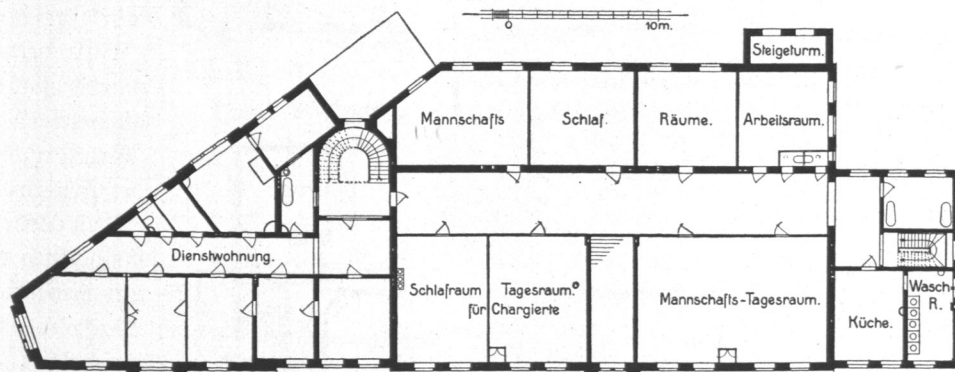 0 10m.
Steigeturm.
Mannschafts Schlaf. Räume. Arbeitsraum.
Dienstwohnung.
Schlafraum Tagesraum.
für Chargierte
Mannschafts-Tagesraum.
Küche.
Wasch-
R.